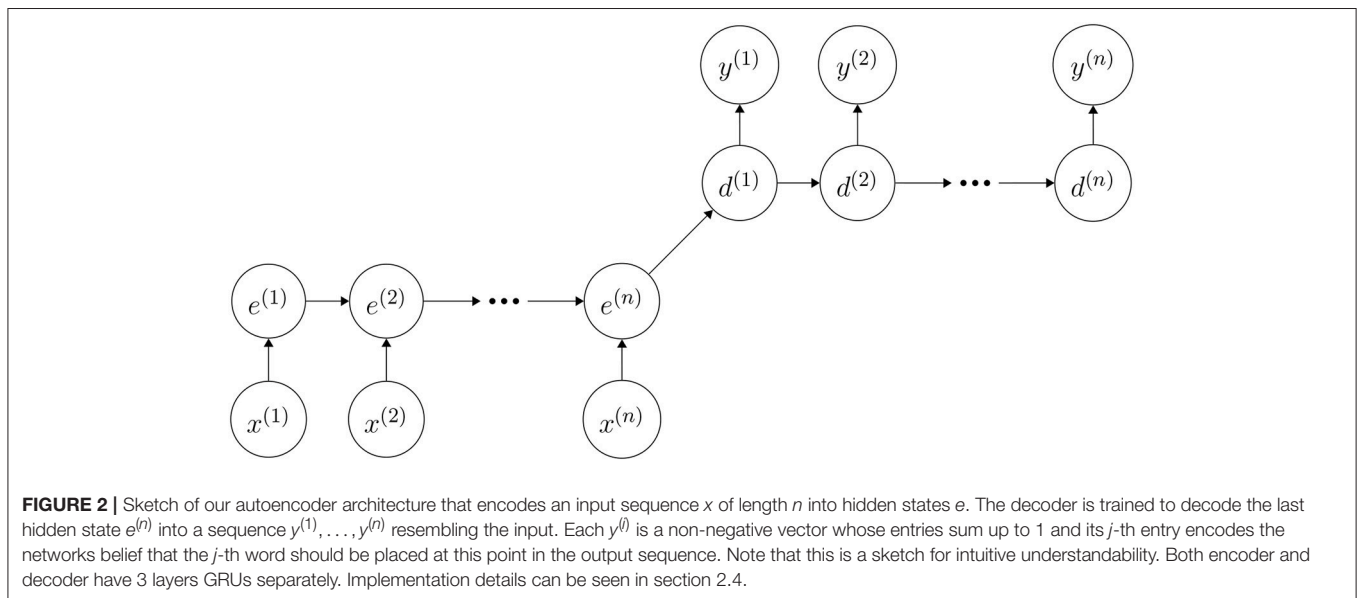 y^{(1)} y^{(2)} y^{(n)}
d^{(1)} d^{(2)} ••• d^{(n)}
e^{(1)} e^{(2)} ••• e^{(n)}
x^{(1)} x^{(2)} x^{(n)}
FIGURE 2 | Sketch of our autoencoder architecture that encodes an input sequence x of length n into hidden states e. The decoder is trained to decode the last
hidden state e^{(n)} into a sequence y^{(1)}, . . . , y^{(n)} resembling the input. Each y^{(i)} is a non-negative vector whose entries sum up to 1 and its j-th entry encodes the
networks belief that the j-th word should be placed at this point in the output sequence. Note that this is a sketch for intuitive understandability. Both encoder and
decoder have 3 layers GRUs separately. Implementation details can be seen in section 2.4.